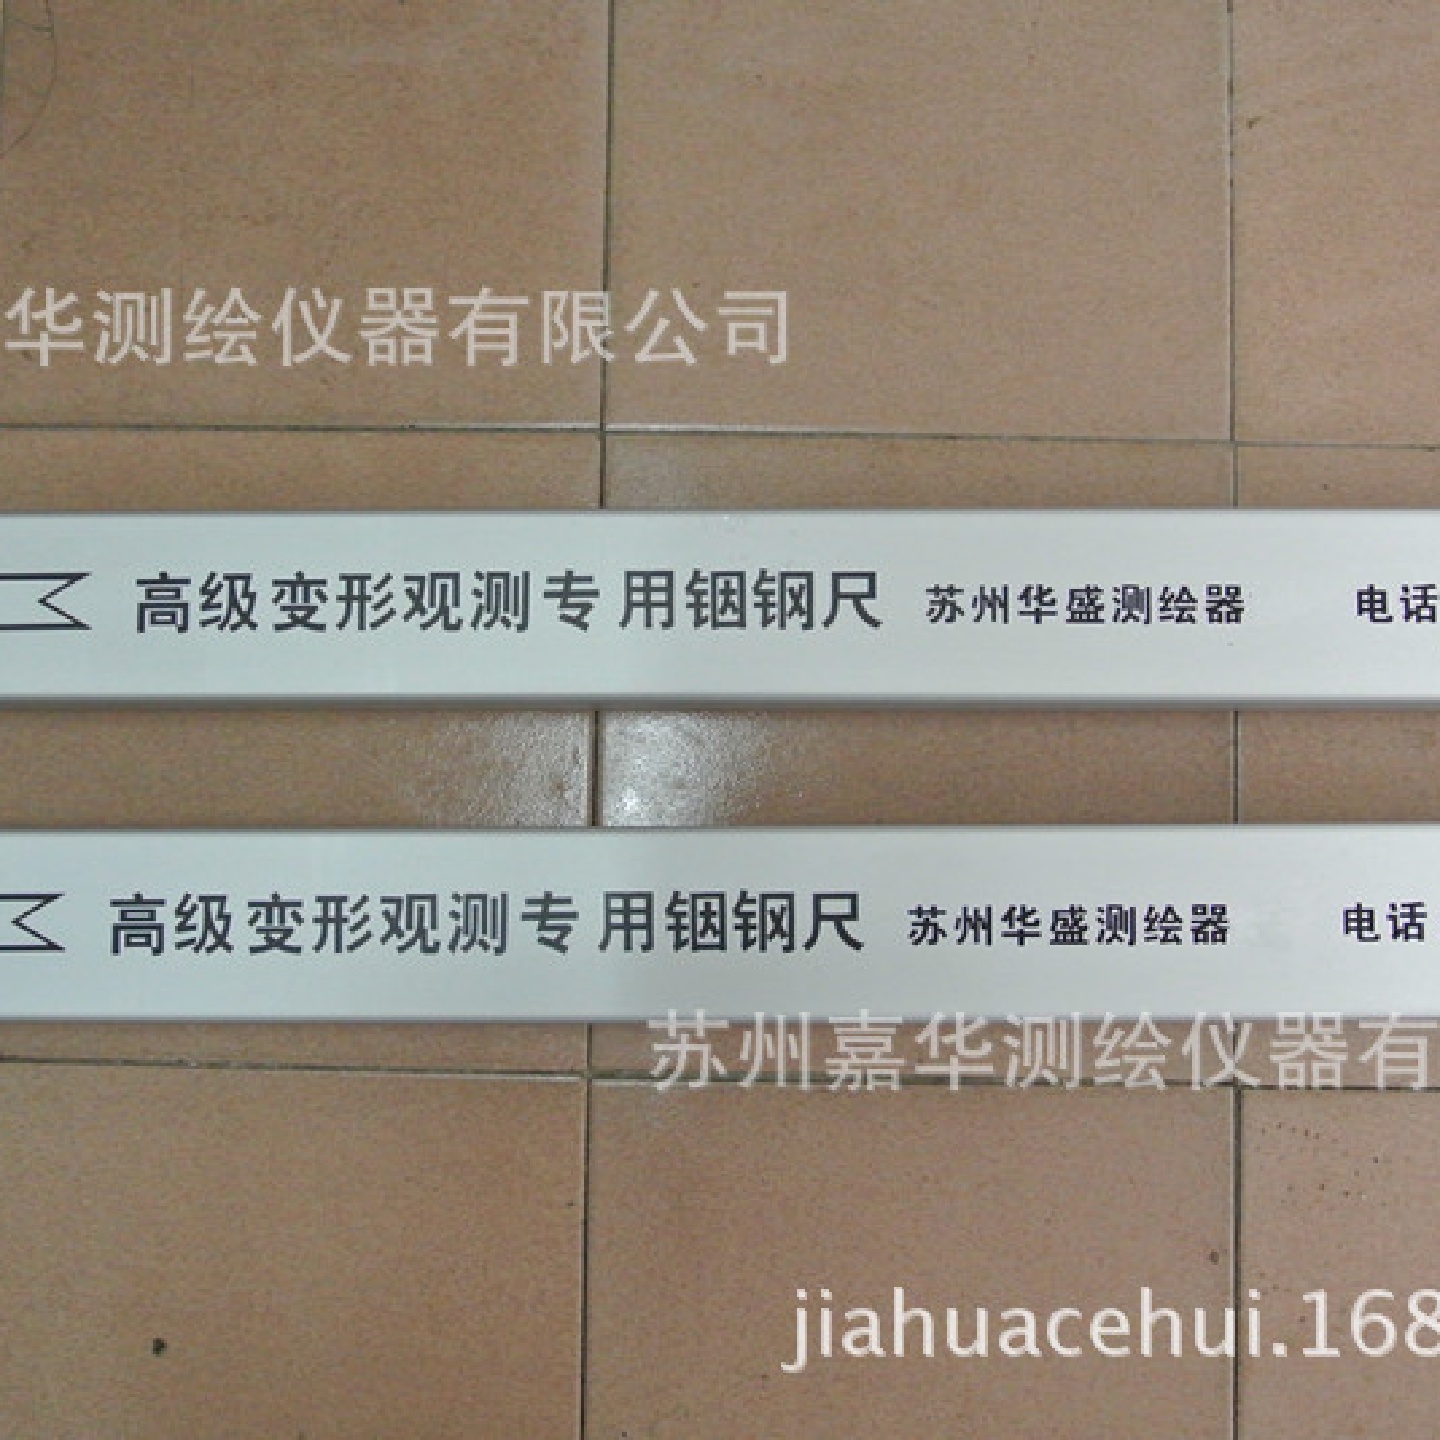 华测绘仪器有限公司
高级变形观测专用铟钢尺 苏州华盛测绘器 电话
高级变形观测专用铟钢尺 苏州华盛测绘器 电话
苏州嘉华测绘仪器有
jiahuacehui.168